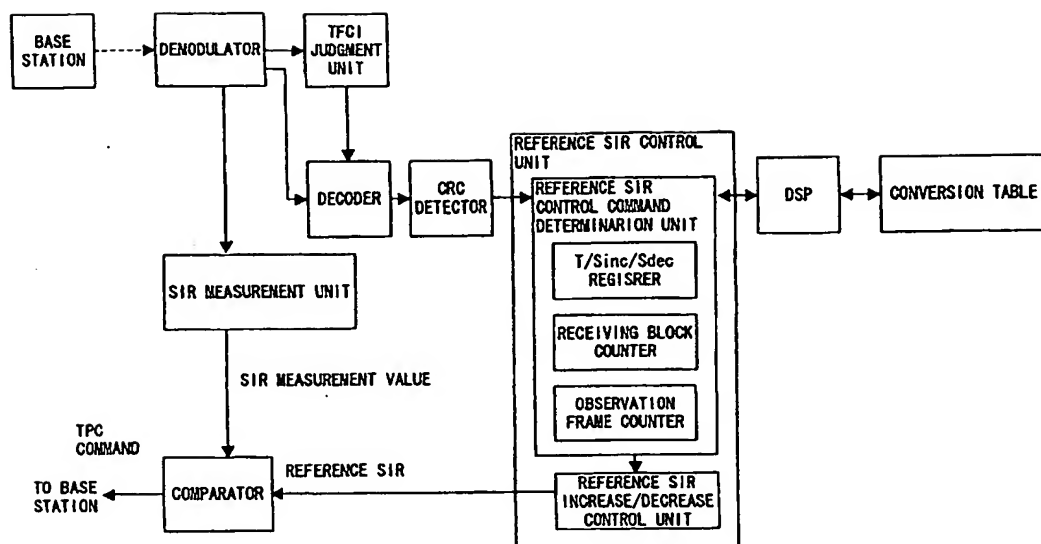 BASE
STATION
DENODULATOR
TFCI
JUDGMENT
UNIT
DECODER
CRC
DETECTOR
REFERENCE SIR CONTROL
UNIT
REFERENCE SIR
CONTROL COMMAND
DETERMINARION UNIT
T/Sinc/Sdec
REGISRER
RECEIVING BLOCK
COUNTER
OBSERVATION
FRAME COUNTER
DSP
CONVERSION TABLE
SIR MEASUREMENT UNIT
SIR MEASUREMENT VALUE
TPC
COMMAND
TO BASE
STATION
COMPARATOR
REFERENCE SIR
REFERENCE SIR
INCREASE/DECREASE
CONTROL UNIT